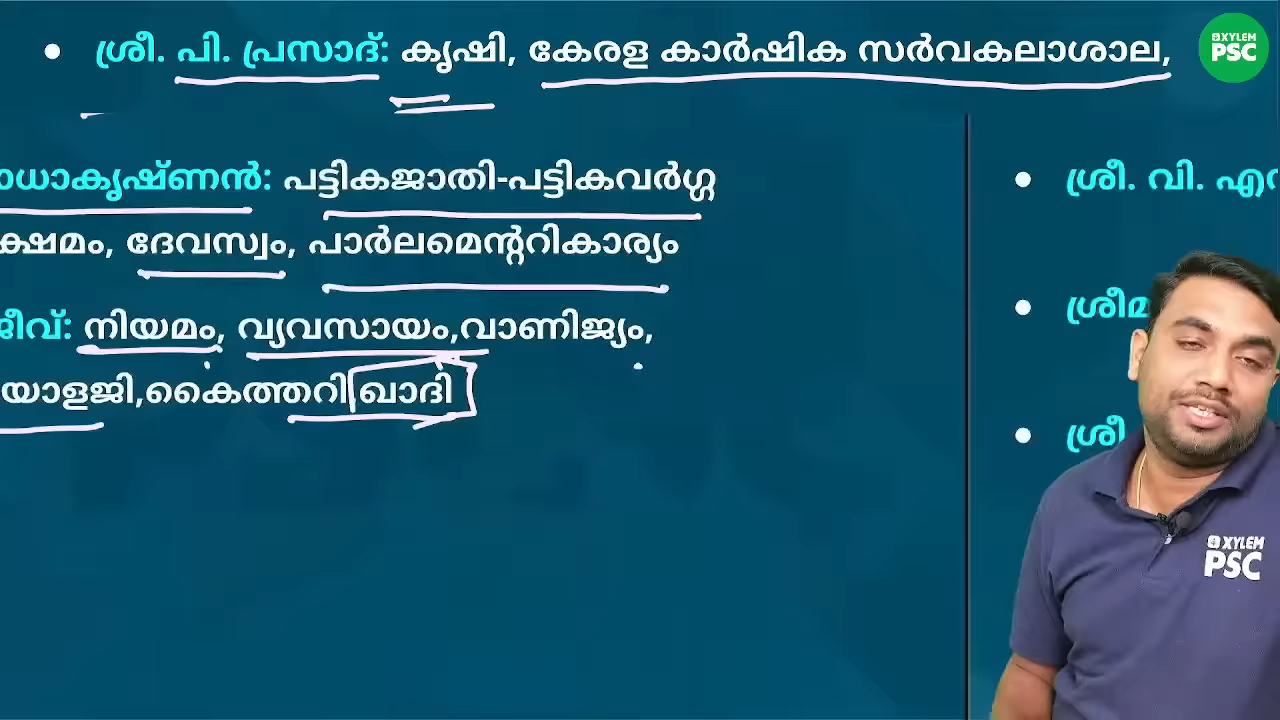 ശ്രീ. പി. പ്രസാദ്: കൃഷി, കേരള കാർഷിക സർവകലാശാല,
XYLEM
PSC
ാധാകൃഷ്ണൻ: പട്ടികജാതി-പട്ടികവർഗ്ഗ
ക്ഷമം, ദേവസ്വം, പാർലമെന്ററികാര്യം
ജീവ്: നിയമം, വ്യവസായം,വാണിജ്യം,
യാളജി,കൈത്തറി ഖാദി
ശ്രീ. വി. എൻ
ശ്രീമ
ശ്രീ
XYLEM
PSC